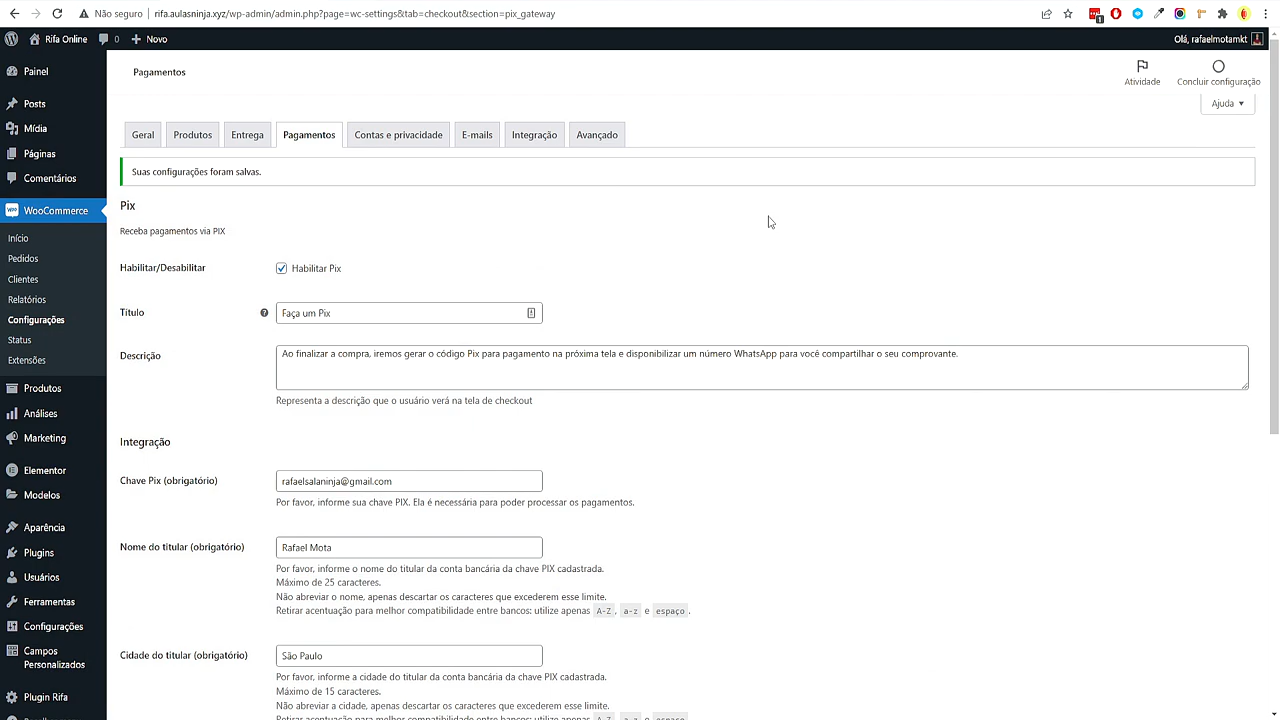 Não seguro
rifa.aulasninja.xyz/wp-admin/admin.php?page=wc-settings&tab=checkout&section=pix_gateway
1
Rifa Online
0
Novo
Olá, rafaelmotamkt
Painel
Posts
Mídia
Páginas
Comentários
WooCommerce
Início
Pedidos
Clientes
Relatórios
Configurações
Status
Extensões
Produtos
Análises
Marketing
Elementor
Modelos
Aparência
Plugins
Usuários
Ferramentas
Configurações
Campos
Personalizados
Plugin Rifa
Pagamentos
Atividade
Concluir configuração
Ajuda
Geral
Produtos
Entrega
Pagamentos
Contas e privacidade
E-mails
Integração
Avançado
Suas configurações foram salvas.
Pix
Receba pagamentos via PIX
Habilitar/Desabilitar
Habilitar Pix
Título
Faça um Pix
Descrição
Ao finalizar a compra, iremos gerar o código Pix para pagamento na próxima tela e disponibilizar um número WhatsApp para você compartilhar o seu comprovante.
Representa a descrição que o usuário verá na tela de checkout
Integração
Chave Pix (obrigatório)
rafaelsalaninja@gmail.com
Por favor, informe sua chave PIX. Ela é necessária para poder processar os pagamentos.
Nome do titular (obrigatório)
Rafael Mota
Por favor, informe o nome do titular da conta bancária da chave PIX cadastrada.
Máximo de 25 caracteres.
Não abreviar o nome, apenas descartar os caracteres que excederem esse limite.
Retirar acentuação para melhor compatibilidade entre bancos: utilize apenas A-Z, a-z e espaço.
Cidade do titular (obrigatório)
São Paulo
Por favor, informe a cidade do titular da conta bancária da chave PIX cadastrada.
Máximo de 15 caracteres.
Não abreviar a cidade, apenas descartar os caracteres que excederem esse limite.
Retirar acentuação para melhor compatibilidade entre bancos: utilize apenas A-Z, a-z e espaço.